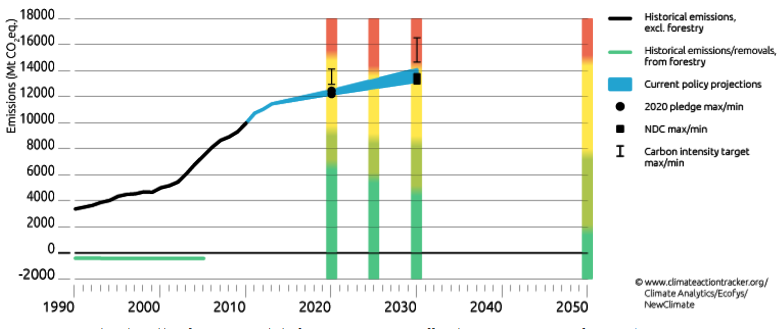 Emissions (Mt CO2eq.)
18000
16000
14000
12000
10000
8000
6000
4000
2000
0
-2000
1990
2000
2010
2020
2030
2040
2050
Historical emissions,
excl. forestry
Historical emissions/removals,
from forestry
Current policy projections
2020 pledge max/min
NDC max/min
Carbon intensity target
max/min
© www.climateactiontracker.org/
Climate Analytics/Ecofys/
NewClimate